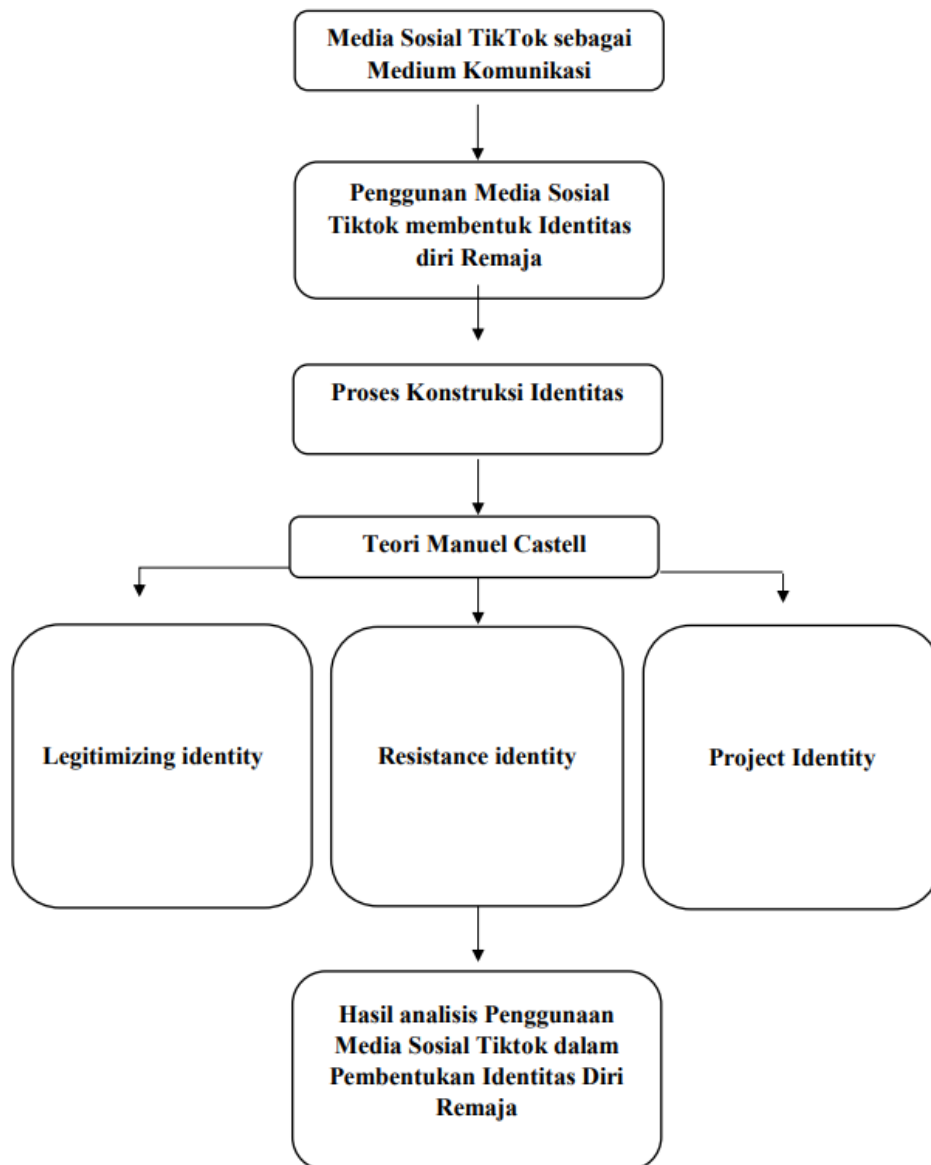 Media Sosial TikTok sebagai
Medium Komunikasi
Penggunan Media Sosial
Tiktok membentuk Identitas
diri Remaja
Proses Konstruksi Identitas
Teori Manuel Castell
Legitimizing identity
Resistance identity
Project Identity
Hasil analisis Penggunaan
Media Sosial Tiktok dalam
Pembentukan Identitas Diri
Remaja